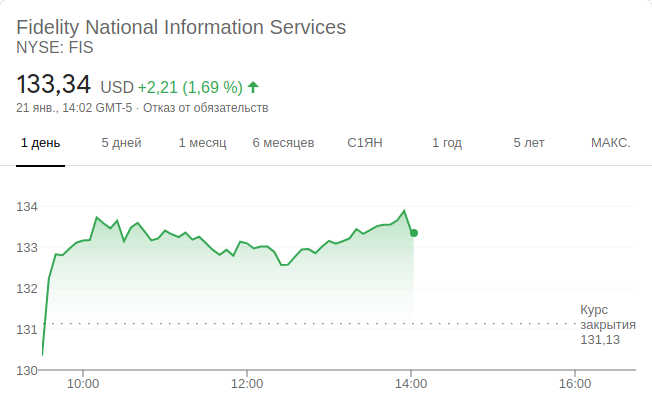 Fidelity National Information Services
NYSE: FIS
133,34 USD +2,21 (1,69 %)
21 янв., 14:02 GMT-5 · Отказ от обязательств
1 день 5 дней 1 месяц 6 месяцев С1ЯН 1 год 5 лет МАКС.
134
133
132
131
130
Курс
закрытия
131,13
10:00 12:00 14:00 16:00